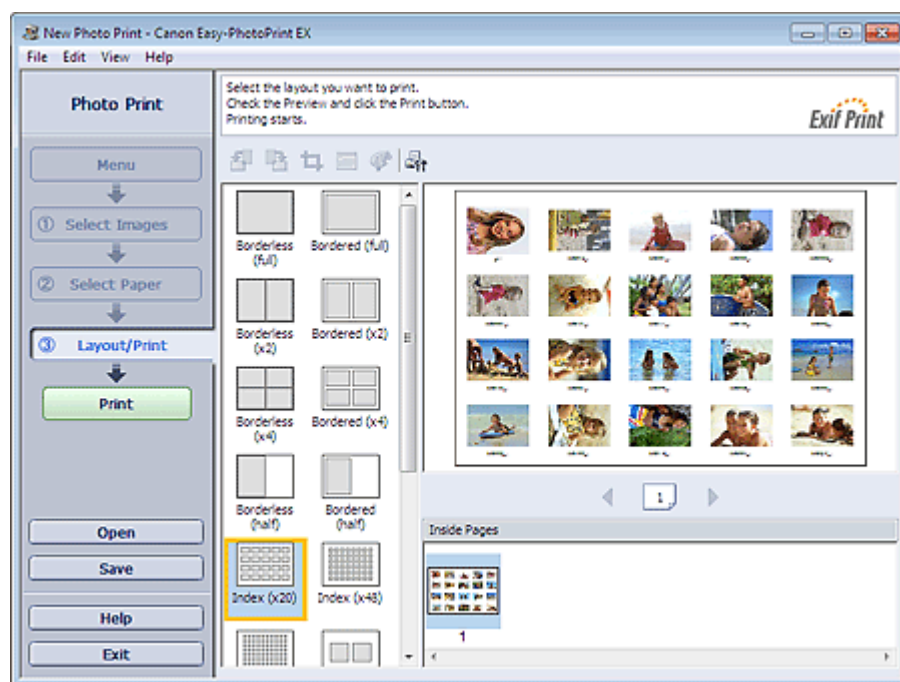 New Photo Print - Canon Easy-PhotoPrint EX
File Edit View Help
Photo Print
Select the layout you want to print.
Check the Preview and click the Print button.
Printing starts.
Exif Print
Menu
① Select Images
② Select Paper
③ Layout/Print
Print
Open
Save
Help
Exit
Borderless
(full)
Bordered (full)
Borderless
(x2)
Bordered (x2)
Borderless
(x4)
Bordered (x4)
Borderless
(half)
Bordered
(half)
Index (x20)
Index (x48)
1
Inside Pages
1